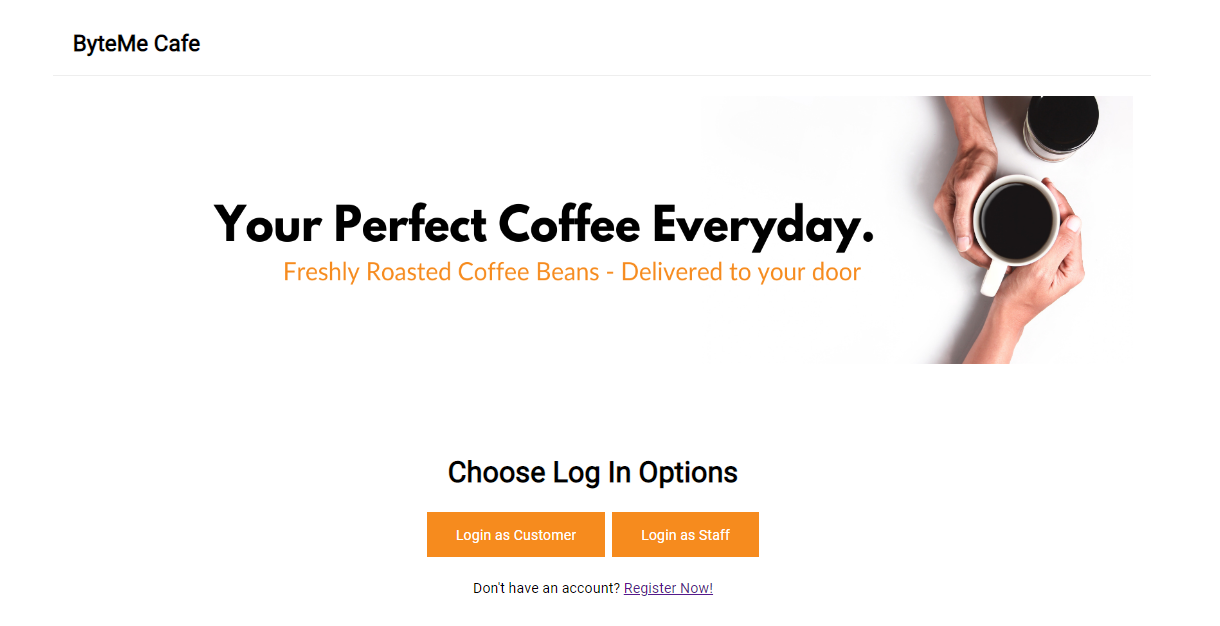 ByteMe Cafe
Your Perfect Coffee Everyday.
Freshly Roasted Coffee Beans - Delivered to your door
Choose Log In Options
Login as Customer Login as Staff
Don't have an account? Register Now!